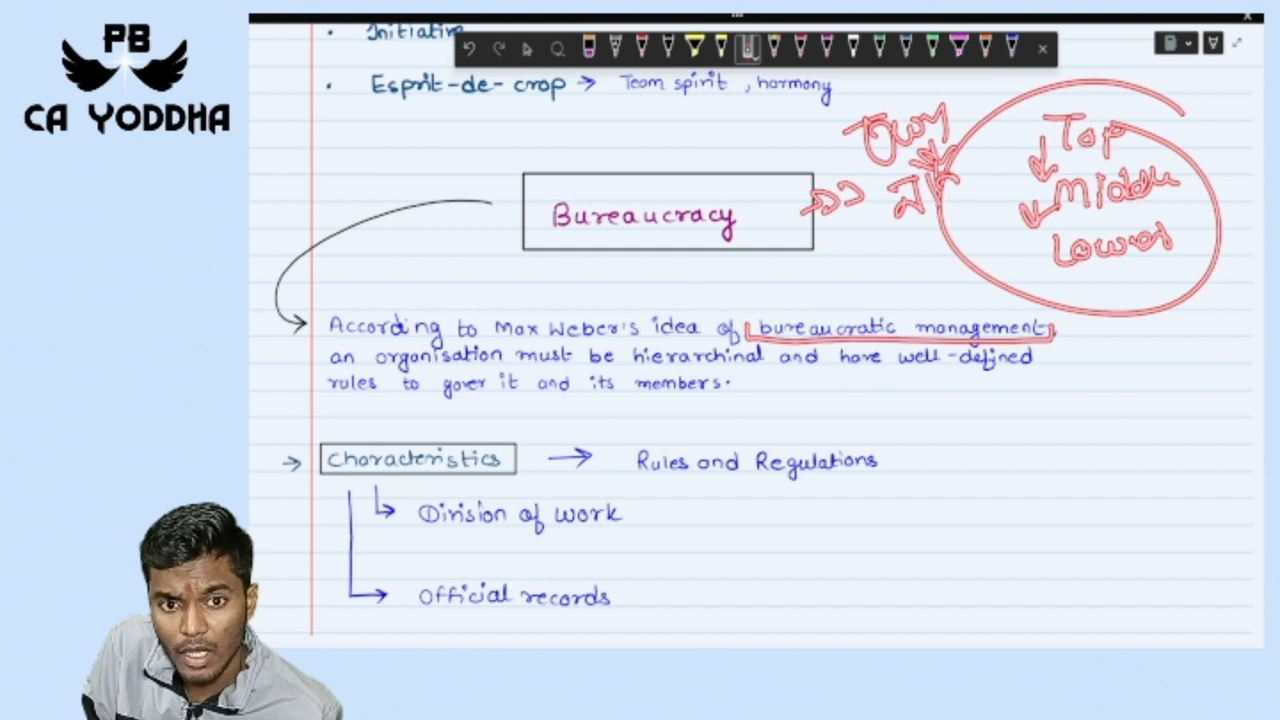 PB
CA YODDHA
• Initiative
• Esprit-de-crop → Team spirit , harmony
Bureaucracy
Top
Middle
Lower
According to Max Weber's idea of bureaucratic management,
an organisation must be hierarchinal and have well-defined
rules to gover it and its members.
→ Characteristics → Rules and Regulations
Division of work
Official records